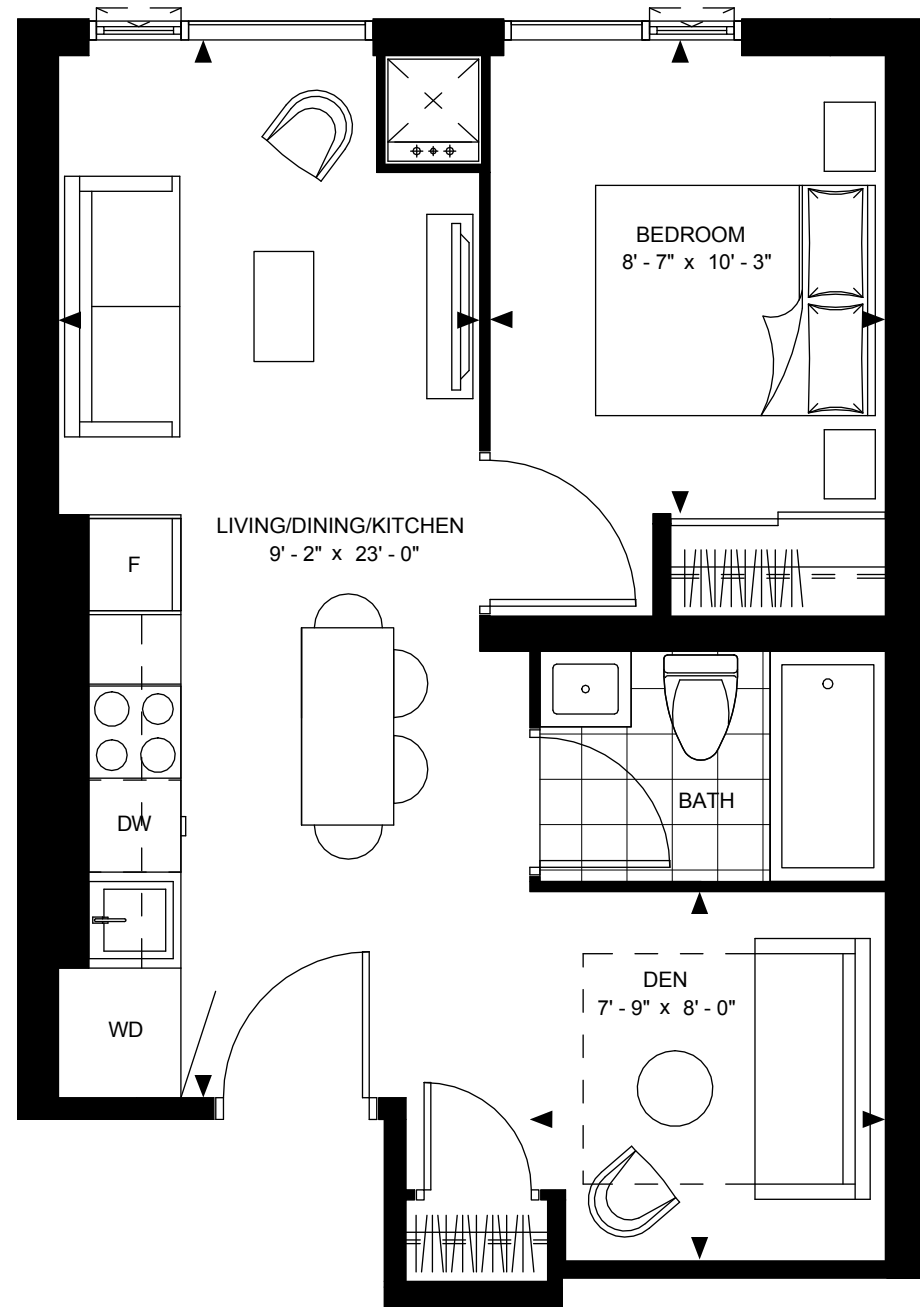 BEDROOM
8' - 7" x 10' - 3"
LIVING/DINING/KITCHEN
9' - 2" x 23' - 0"
F
DW
BATH
DEN
7' - 9" x 8' - 0"
WD